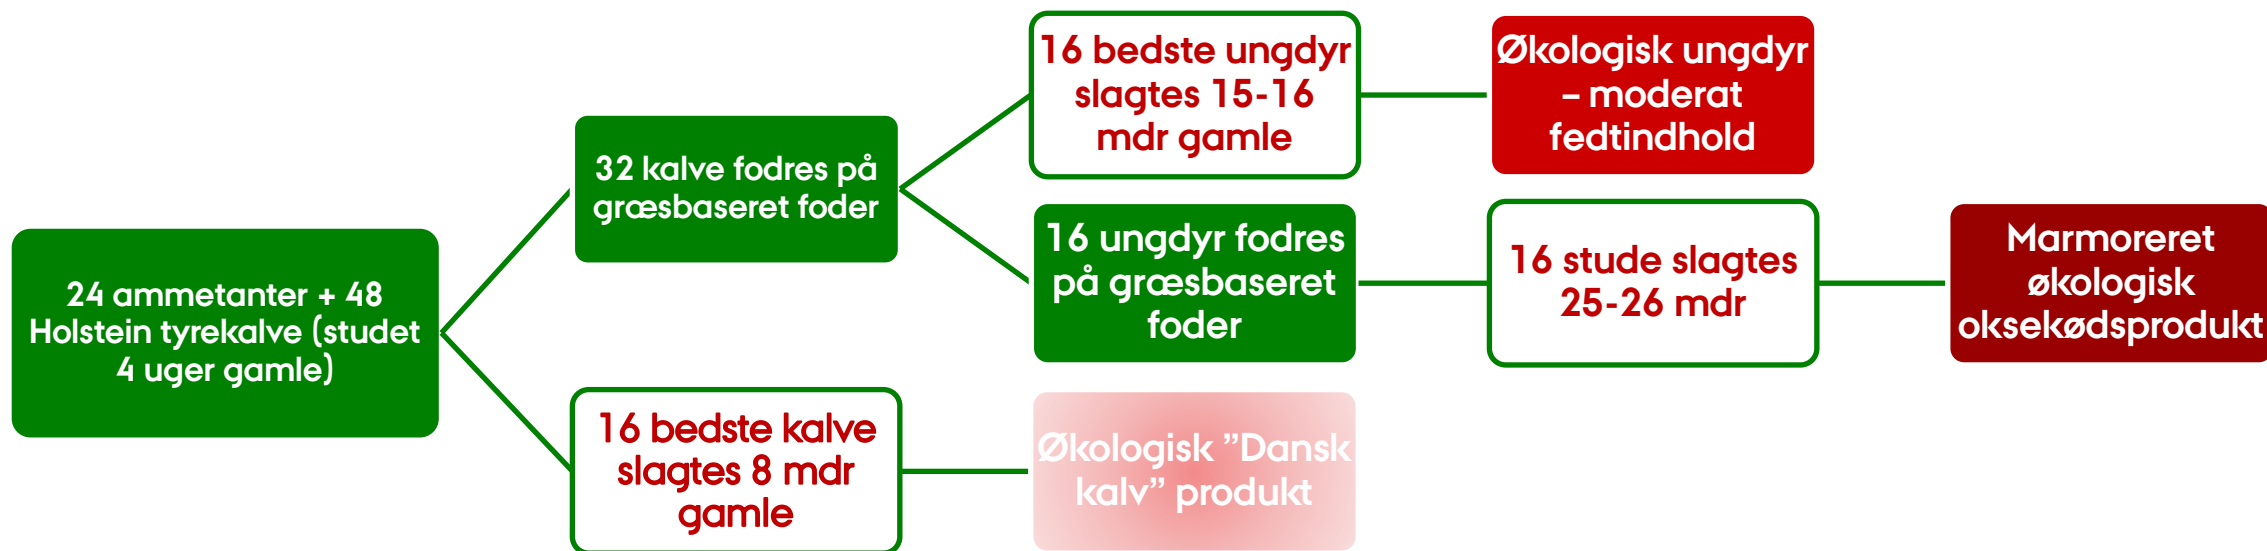 24 ammetanter + 48
Holstein tyrekalve (studet
4 uger gamle)
32 kalve fodres på
græsbaseret foder
16 bedste kalve
slagtes 8 mdr
gamle
16 bedste ungdyr
slagtes 15-16
mdr gamle
16 ungdyr fodres
på græsbaseret
foder
Økologisk ”Dansk
kalv” produkt
Økologisk ungdyr
– moderat
fedtindhold
16 stude slagtes
25-26 mdr
Marmoreret
økologisk
oksekødsprodukt